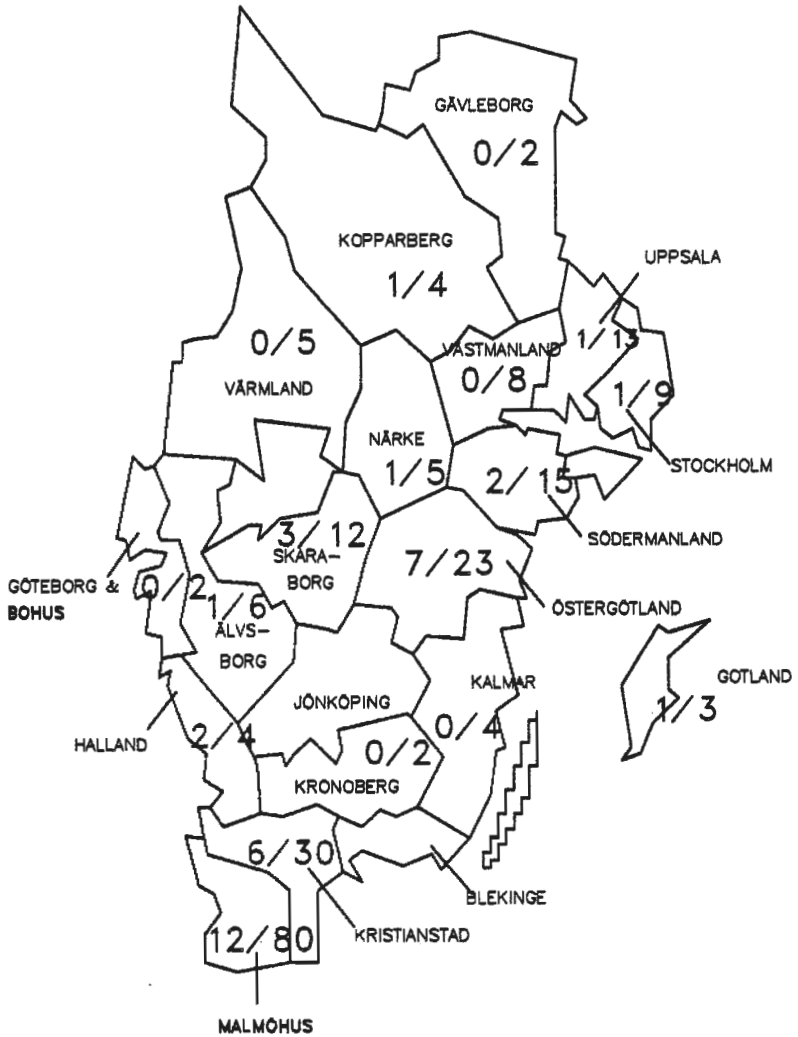 GÄVLEBORG
0/2
KOPPARBERG
1/4
UPPSALA
1/13
0/5
VÄRMLAND
VÄSTMANLAND
0/8
1/9
STOCKHOLM
NÄRKE
1/5
2/15
SÖDERMANLAND
3/12
SKARA-
BORG
7/23
ÖSTERGÖTLAND
GÖTEBORG &
BOHUS
0/2
1/6
ÄLVS-
BORG
GOTLAND
1/3
KALMAR
0/4
JÖNKÖPING
0/2
HALLAND
2/4
KRONOBERG
6/30
BLEKINGE
KRISTIANSTAD
12/80
MALMÖHUS